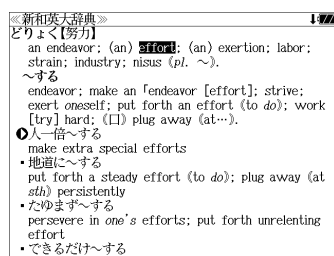 ≪新和英大辞典≫
どりょく【努力】
an endeavor; (an) effort; (an) exertion; labor;
strain; industry; nisus 《pl. ～》.
～する
endeavor; make an「endeavor [effort]; strive;
exert oneself; put forth an effort《to do》; work
[try] hard; 《口》 plug away《at…》.
❶人一倍～する
make extra special efforts
▪地道に～する
put forth a steady effort《to do》; plug away《at
sth》 persistently
▪たゆまず～する
persevere in one's efforts; put forth unrelenting
effort
▪できるだけ～する